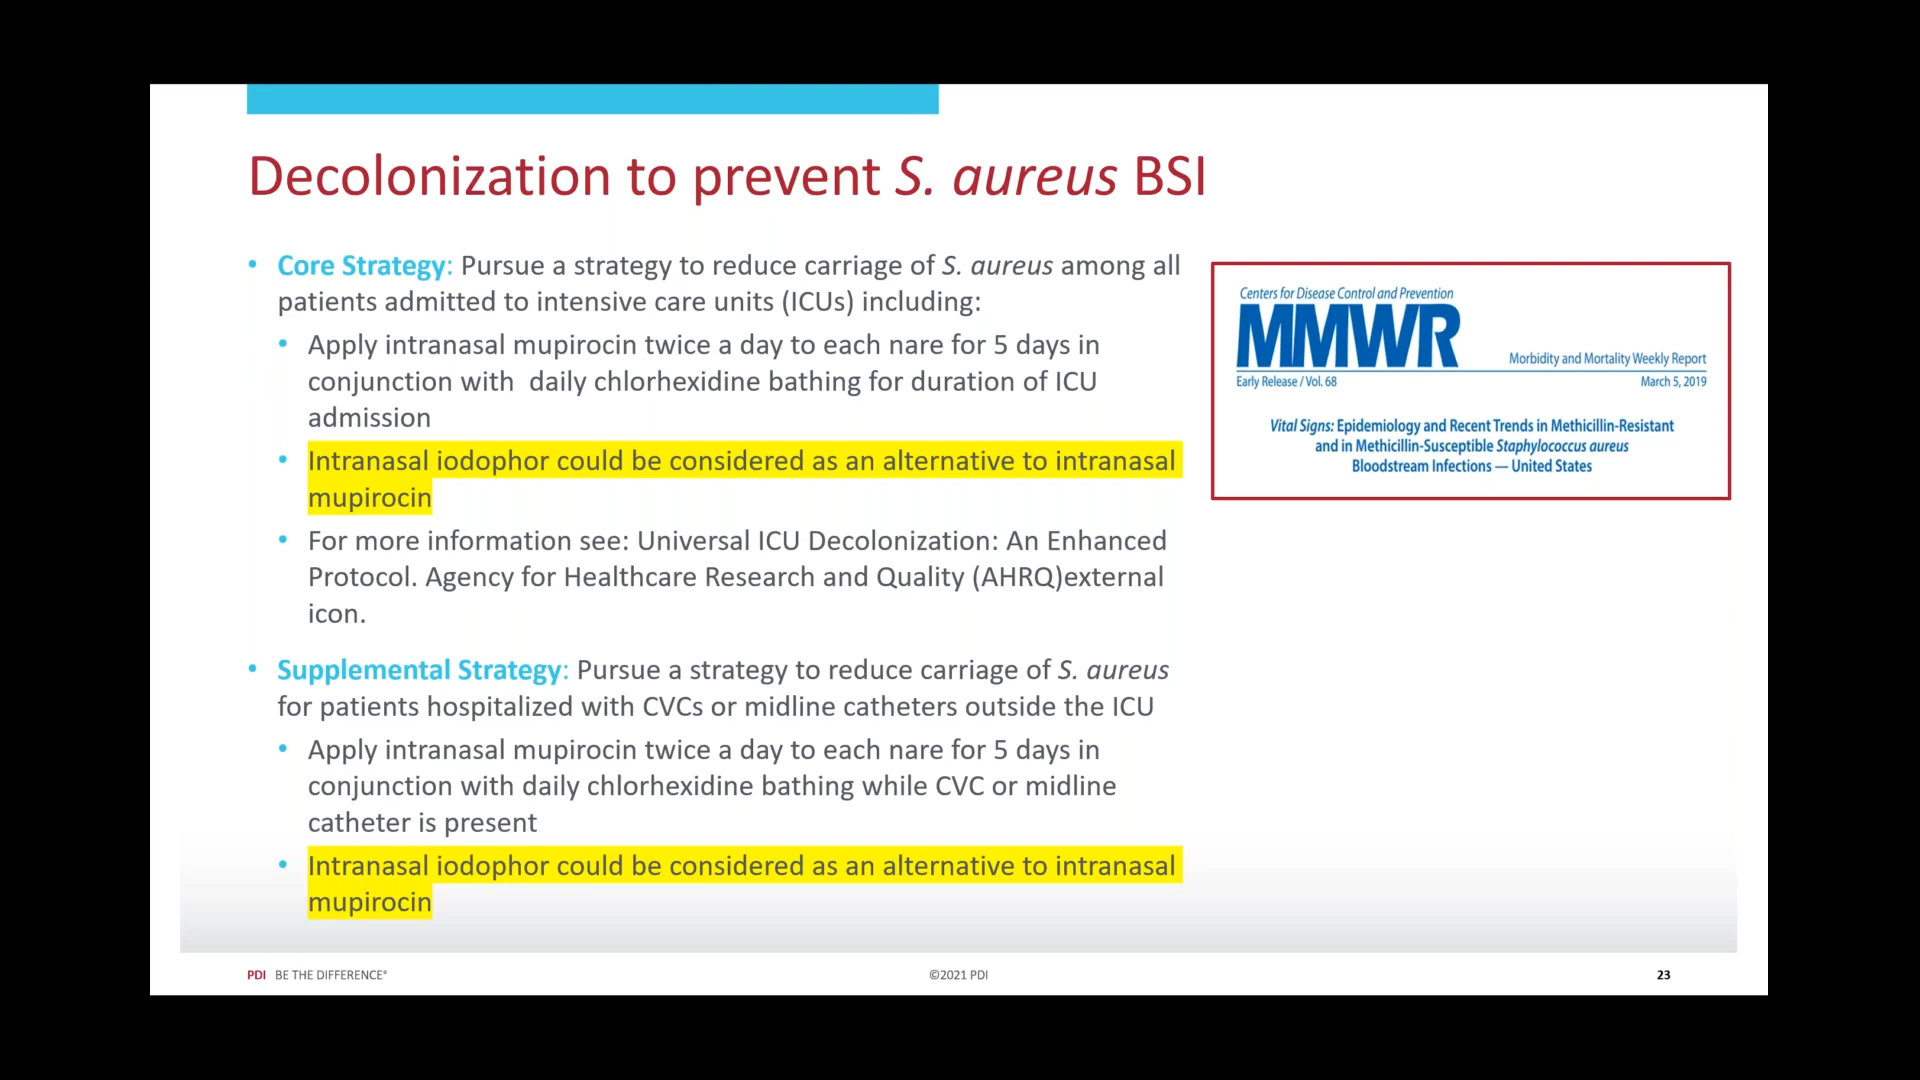 Decolonization to prevent S. aureus BSI
• Core Strategy: Pursue a strategy to reduce carriage of S. aureus among all
patients admitted to intensive care units (ICUs) including:
• Apply intranasal mupirocin twice a day to each nare for 5 days in
conjunction with  daily chlorhexidine bathing for duration of ICU
admission
• Intranasal iodophor could be considered as an alternative to intranasal
mupirocin
• For more information see: Universal ICU Decolonization: An Enhanced
Protocol. Agency for Healthcare Research and Quality (AHRQ)external
icon.
• Supplemental Strategy: Pursue a strategy to reduce carriage of S. aureus
for patients hospitalized with CVCs or midline catheters outside the ICU
• Apply intranasal mupirocin twice a day to each nare for 5 days in
conjunction with daily chlorhexidine bathing while CVC or midline
catheter is present
• Intranasal iodophor could be considered as an alternative to intranasal
mupirocin
Centers for Disease Control and Prevention
MMWR
Morbidity and Mortality Weekly Report
Early Release / Vol. 68
March 5, 2019
Vital Signs: Epidemiology and Recent Trends in Methicillin-Resistant
and in Methicillin-Susceptible Staphylococcus aureus
Bloodstream Infections — United States
PDI BE THE DIFFERENCE®
©2021 PDI
23